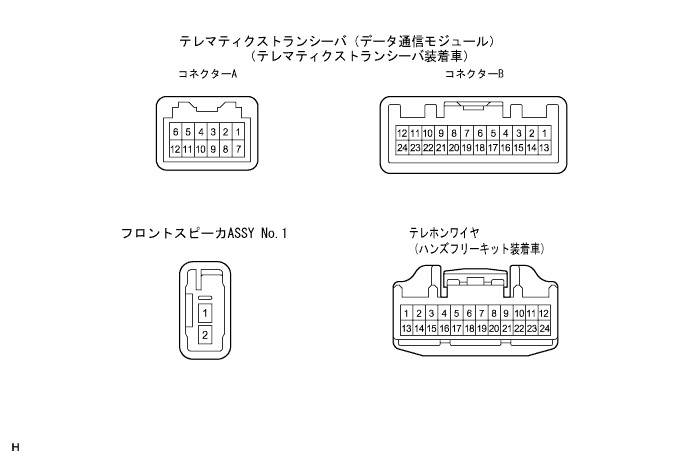 テレマティクストランシーバ（データ通信モジュール）
（テレマティクストランシーバ装着車）
コネクターA
コネクターB
6 5 4 3 2 1
12 11 10 9 8 7
12 11 10 9 8 7 6 5 4 3 2 1
24 23 22 21 20 19 18 17 16 15 14 13
フロントスピーカASSY No.1
テレホンワイヤ
（ハンズフリーキット装着車）
1
2
1 2 3 4 5 6 7 8 9 10 11 12
13 14 15 16 17 18 19 20 21 22 23 24
H